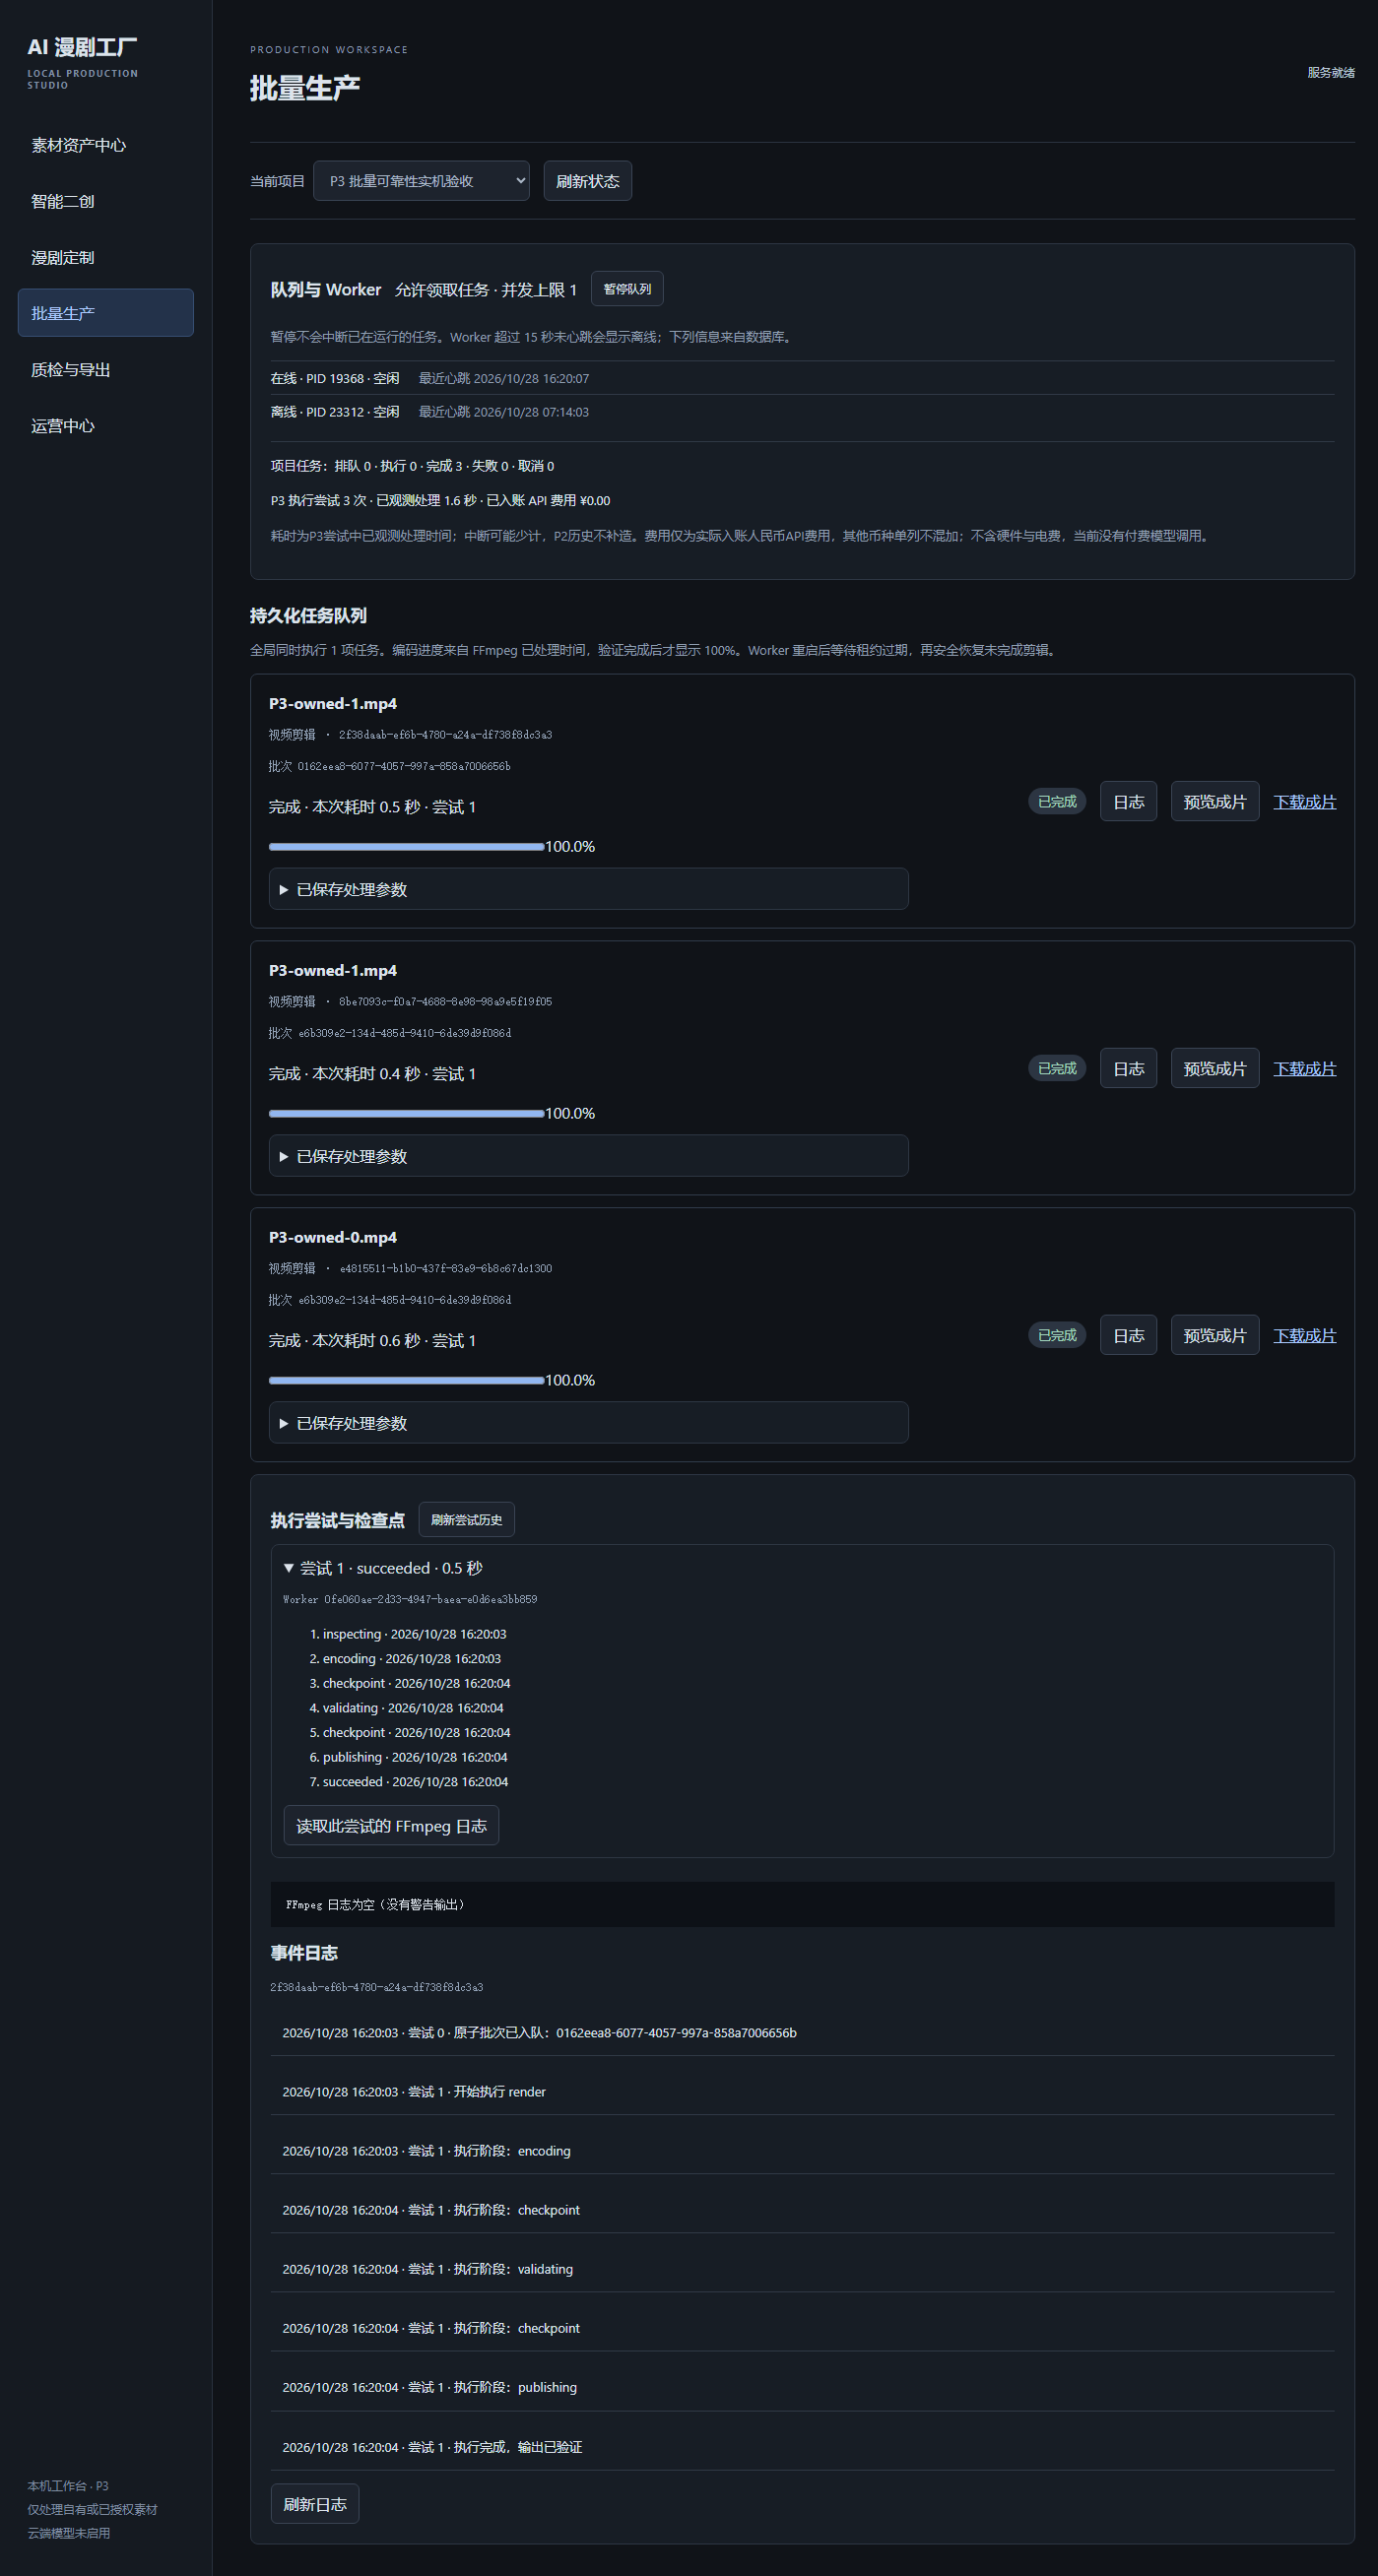 AI 漫剧工厂
LOCAL PRODUCTION
STUDIO
素材资产中心
智能二创
漫剧定制
批量生产
质检与导出
运营中心
本机工作台 · P3
仅处理自有或已授权素材
云端模型未启用
PRODUCTION WORKSPACE
批量生产
服务就绪
当前项目 P3 批量可靠性实机验收 刷新状态
队列与 Worker 允许领取任务 · 并发上限 1 暂停队列
暂停不会中断已在运行的任务。Worker 超过 15 秒未心跳会显示离线；下列信息来自数据库。
在线 · PID 19368 · 空闲 最近心跳 2026/10/28 16:20:07
离线 · PID 23312 · 空闲 最近心跳 2026/10/28 07:14:03
项目任务：排队 0 · 执行 0 · 完成 3 · 失败 0 · 取消 0
P3 执行尝试 3 次 · 已观测处理 1.6 秒 · 已入账 API 费用 ¥0.00
耗时为P3尝试中已观测处理时间；中断可能少计，P2历史不补造。费用仅为实际入账人民币API费用，其他币种单列不混加；不含硬件与电费，当前没有付费模型调用。
持久化任务队列
全局同时执行 1 项任务。编码进度来自 FFmpeg 已处理时间，验证完成后才显示 100%。Worker 重启后等待租约过期，再安全恢复未完成剪辑。
P3-owned-1.mp4
视频剪辑 · 2f38daab-ef6b-4780-a24a-df738f8dc3a3
批次 0162eea8-6077-4057-997a-858a7006656b
完成 · 本次耗时 0.5 秒 · 尝试 1
已完成 日志 预览成片 下载成片
100.0%
▶ 已保存处理参数
P3-owned-1.mp4
视频剪辑 · 8be7093c-f0a7-4688-8e98-98a9e5f19f05
批次 e6b309e2-134d-485d-9410-6de39d9f086d
完成 · 本次耗时 0.4 秒 · 尝试 1
已完成 日志 预览成片 下载成片
100.0%
▶ 已保存处理参数
P3-owned-0.mp4
视频剪辑 · e4815511-b1b0-437f-83e9-6b8c67dc1300
批次 e6b309e2-134d-485d-9410-6de39d9f086d
完成 · 本次耗时 0.6 秒 · 尝试 1
已完成 日志 预览成片 下载成片
100.0%
▶ 已保存处理参数
执行尝试与检查点 刷新尝试历史
▼ 尝试 1 · succeeded · 0.5 秒
Worker 0fe060ae-2d33-4947-baea-e0d6ea3bb859
1. inspecting · 2026/10/28 16:20:03
2. encoding · 2026/10/28 16:20:03
3. checkpoint · 2026/10/28 16:20:04
4. validating · 2026/10/28 16:20:04
5. checkpoint · 2026/10/28 16:20:04
6. publishing · 2026/10/28 16:20:04
7. succeeded · 2026/10/28 16:20:04
读取此尝试的 FFmpeg 日志
FFmpeg 日志为空（没有警告输出）
事件日志
2f38daab-ef6b-4780-a24a-df738f8dc3a3
2026/10/28 16:20:03 · 尝试 0 · 原子批次已入队：0162eea8-6077-4057-997a-858a7006656b
2026/10/28 16:20:03 · 尝试 1 · 开始执行 render
2026/10/28 16:20:03 · 尝试 1 · 执行阶段：encoding
2026/10/28 16:20:04 · 尝试 1 · 执行阶段：checkpoint
2026/10/28 16:20:04 · 尝试 1 · 执行阶段：validating
2026/10/28 16:20:04 · 尝试 1 · 执行阶段：checkpoint
2026/10/28 16:20:04 · 尝试 1 · 执行阶段：publishing
2026/10/28 16:20:04 · 尝试 1 · 执行完成，输出已验证
刷新日志